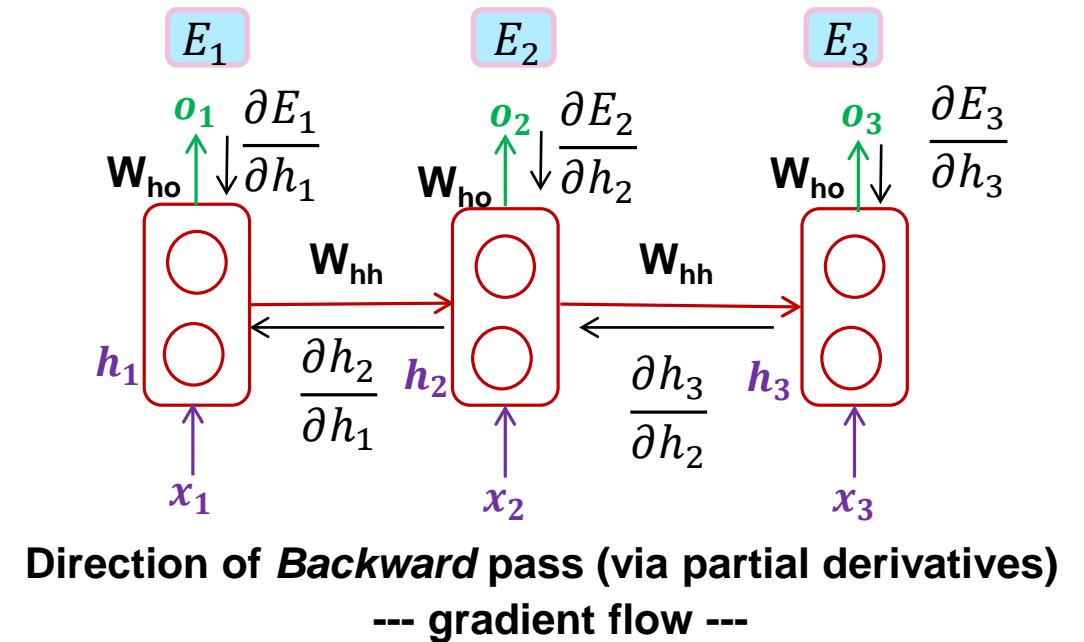 E₁ E₂ E₃
o₁ ∂E₁/∂h₁ o₂ ∂E₂/∂h₂ o₃ ∂E₃/∂h₃
Wₕₒ Wₕₒ Wₕₒ
Wₕₕ Wₕₕ
h₁ ∂h₂/∂h₁ h₂ ∂h₃/∂h₂ h₃
x₁ x₂ x₃
Direction of Backward pass (via partial derivatives)
--- gradient flow ---